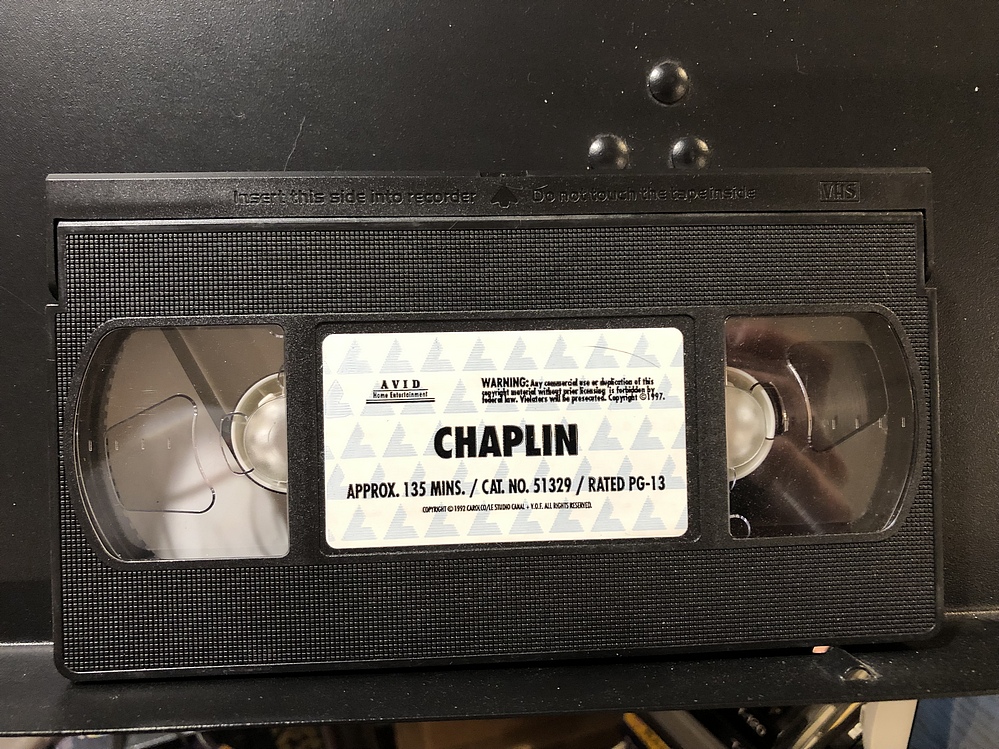 Insert this side into recorder
Do not touch the tape inside
VHS
AVID
Home Entertainment
WARNING: Any commercial use or duplication of this
copyright material without prior licensing is forbidden by
federal law. Violators will be prosecuted. Copyright ©1997.
CHAPLIN
APPROX. 135 MINS. / CAT. NO. 51329 / RATED PG-13
COPYRIGHT © 1992 CAROLCO/LE STUDIO CANAL + V.O.F. ALL RIGHTS RESERVED.